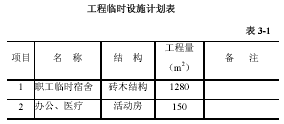 工程临时设施计划表
表 3-1
项目 名 称 结 构 工程量（m²） 备 注
1 职工临时宿舍 砖木结构 1280
2 办公、医疗 活动房 150